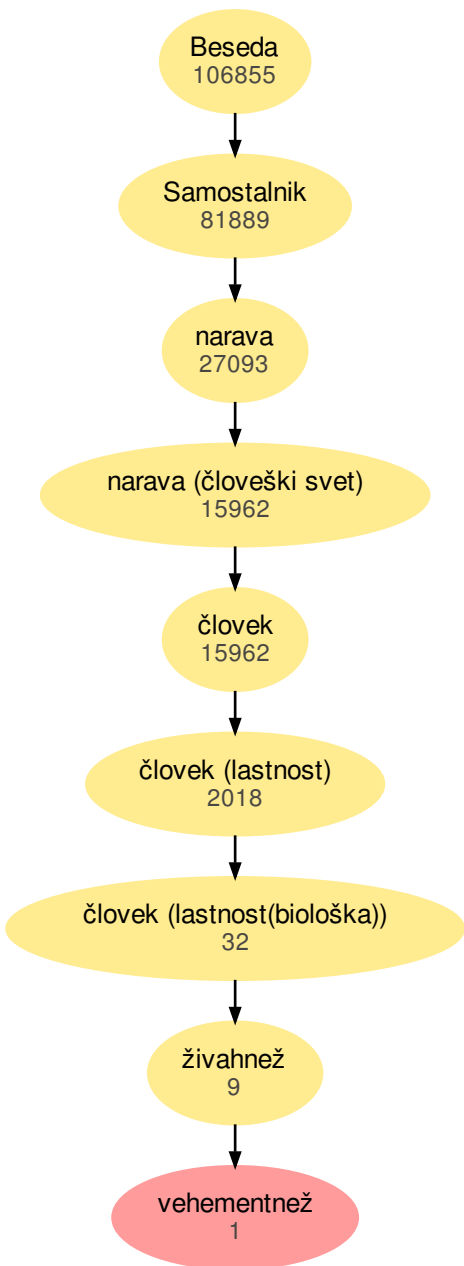 Beseda
106855
Samostalnik
81889
narava
27093
narava (človeški svet)
15962
človek
15962
človek (lastnost)
2018
človek (lastnost(biološka))
32
živahnež
9
vehementnež
1